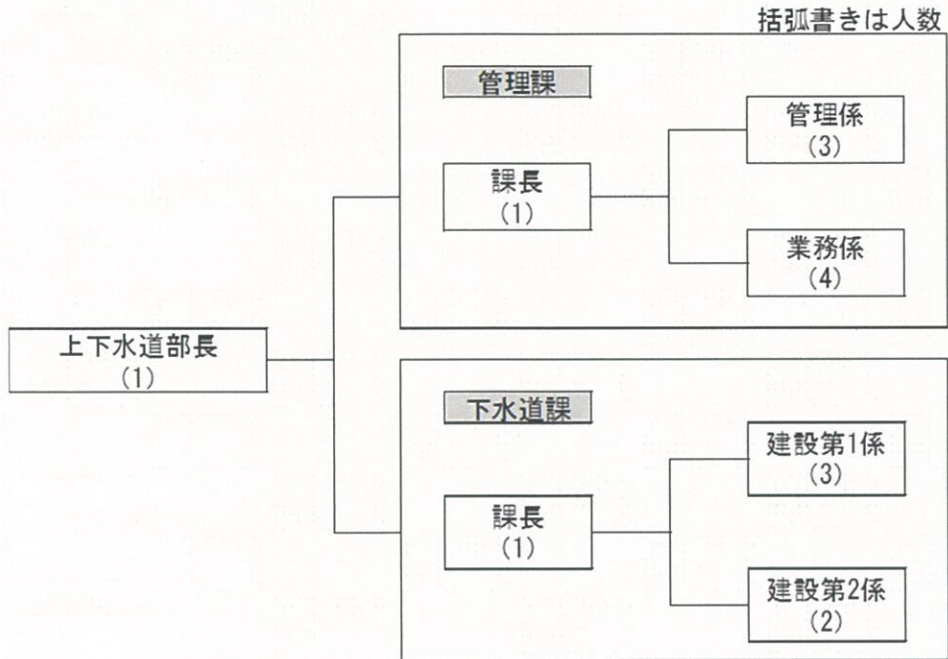 括弧書きは人数
管理課
管理係
(3)
課長
(1)
業務係
(4)
上下水道部長
(1)
下水道課
建設第1係
(3)
課長
(1)
建設第2係
(2)